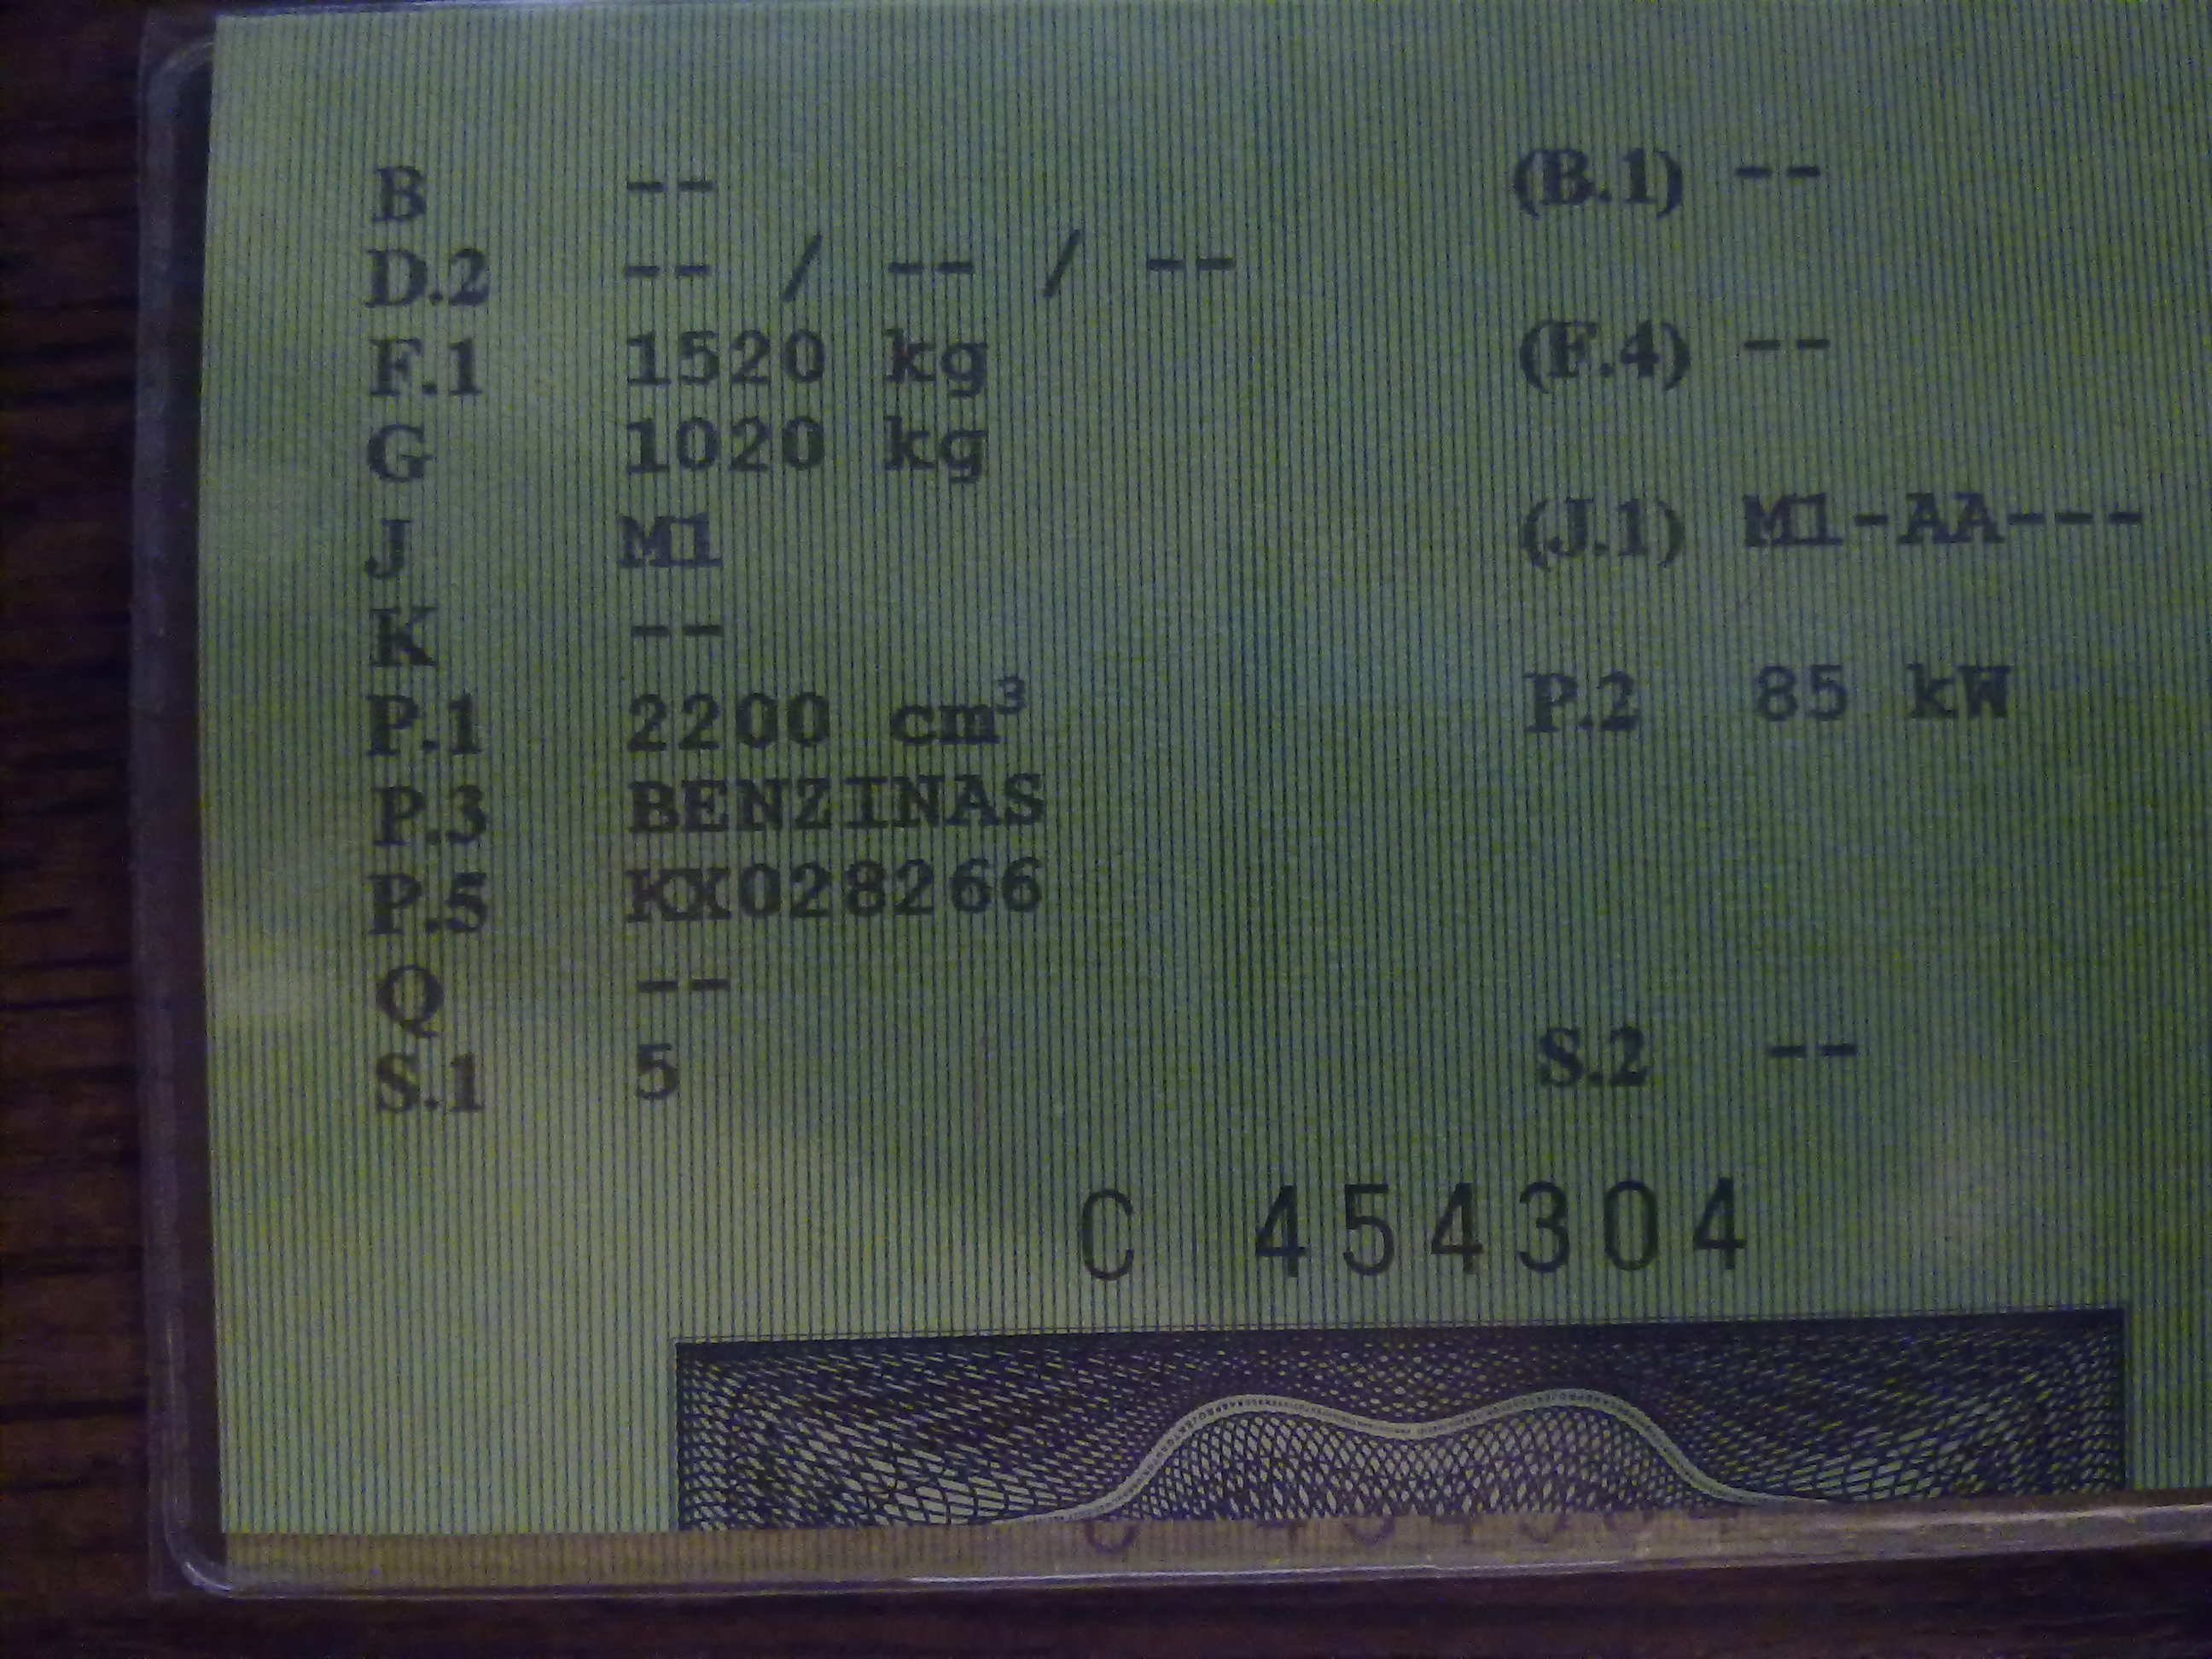 B -- (B.1) --
D.2 -- / -- / --
F.1 1520 kg (F.4) --
G 1020 kg
J M1 (J.1) M1-AA---
K --
P.1 2200 cm³ P.2 85 kW
P.3 BENZINAS
P.5 KX028266
Q --
S.1 5 S.2 --
C 454304